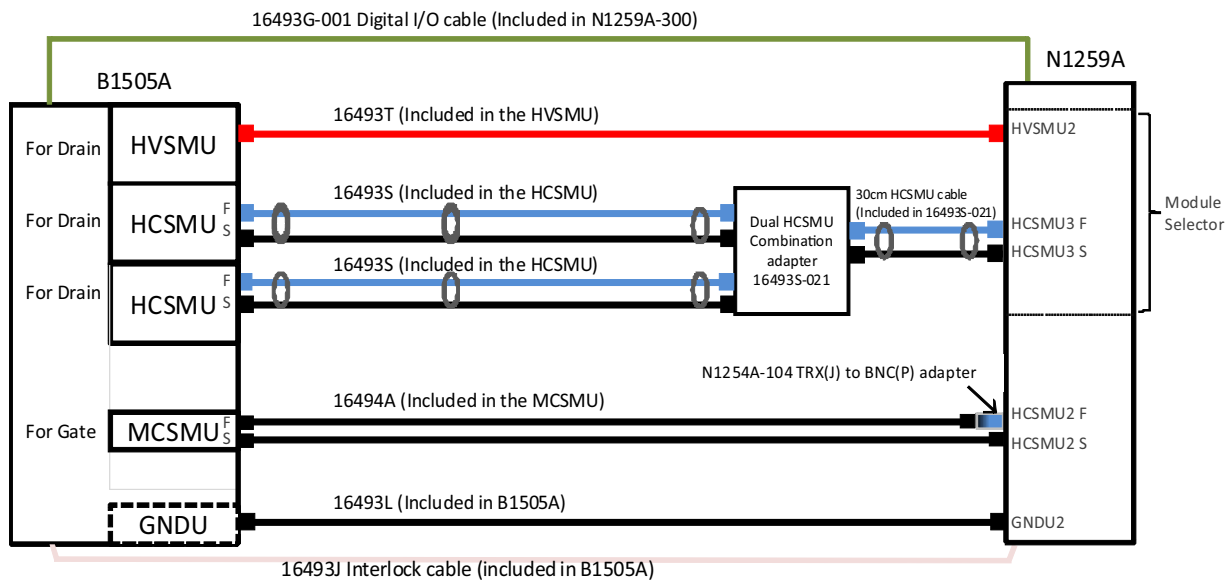 16493G-001 Digital I/O cable (Included in N1259A-300)
B1505A
N1259A
For Drain
HVSMU
16493T (Included in the HVSMU)
HVSMU2
For Drain
HCSMU
F
S
16493S (Included in the HCSMU)
Dual HCSMU
Combination
adapter
16493S-021
30cm HCSMU cable
(Included in 16493S-021)
HCSMU3 F
HCSMU3 S
Module
Selector
For Drain
HCSMU
F
S
16493S (Included in the HCSMU)
N1254A-104 TRX(J) to BNC(P) adapter
For Gate
MCSMU
F
S
16494A (Included in the MCSMU)
HCSMU2 F
HCSMU2 S
GNDU
16493L (Included in B1505A)
GNDU2
16493J Interlock cable (included in B1505A)